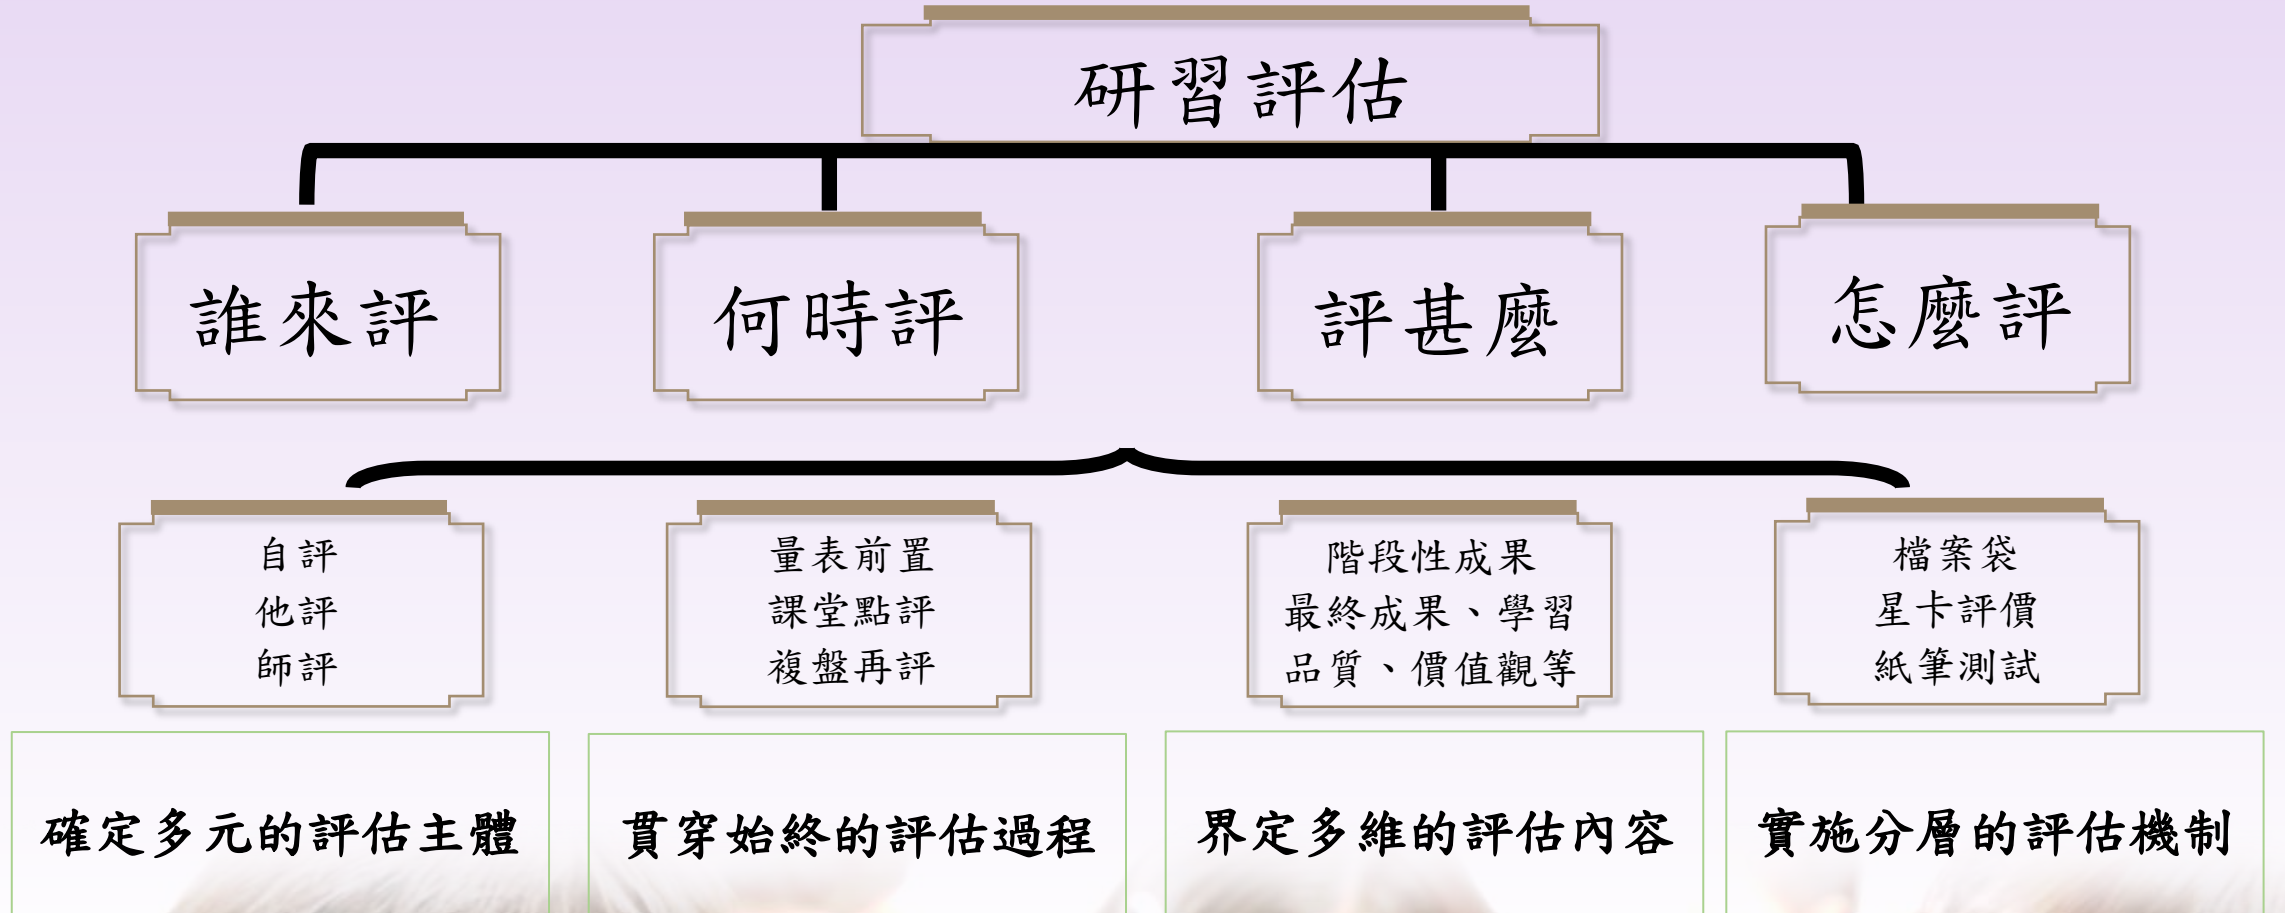 研習評估
誰來評
何時評
評甚麼
怎麼評
自評
他評
師評
量表前置
課堂點評
複盤再評
階段性成果
最終成果、學習
品質、價值觀等
檔案袋
星卡評價
紙筆測試
確定多元的評估主體
貫穿始終的評估過程
界定多維的評估內容
實施分層的評估機制